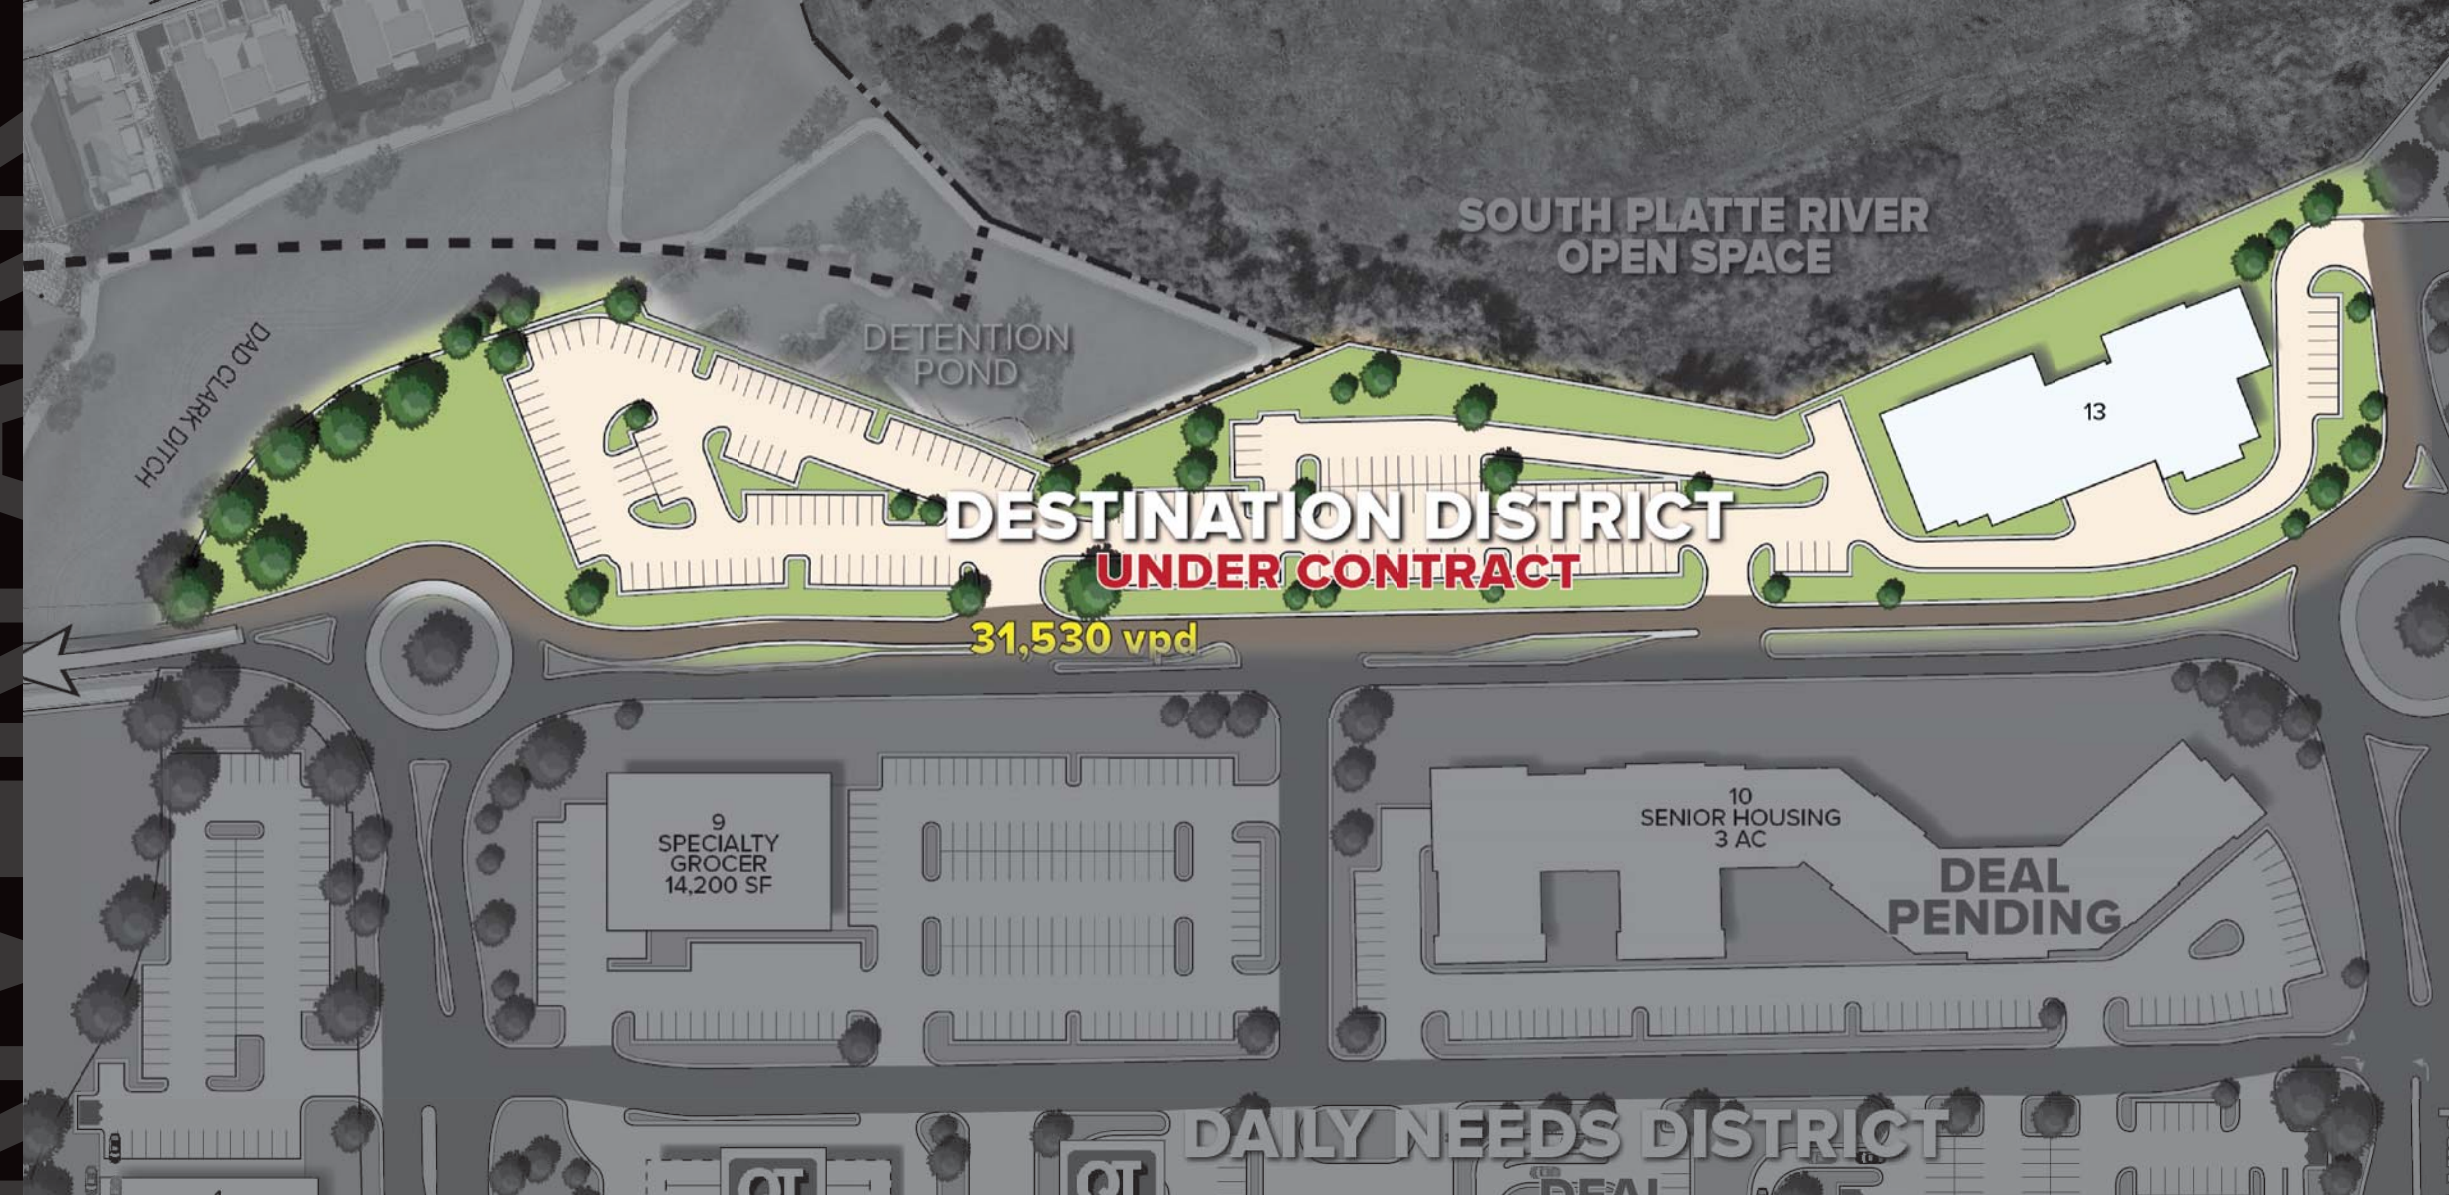 SOUTH PLATTE RIVER
OPEN SPACE
DAD CLARK DITCH
DETENTION
POND
13
DESTINATION DISTRICT
UNDER CONTRACT
31,530 vpd
9
SPECIALTY
GROCER
14,200 SF
10
SENIOR HOUSING
3 AC
DEAL
PENDING
DAILY NEEDS DISTRICT
QT
QT
DEAL